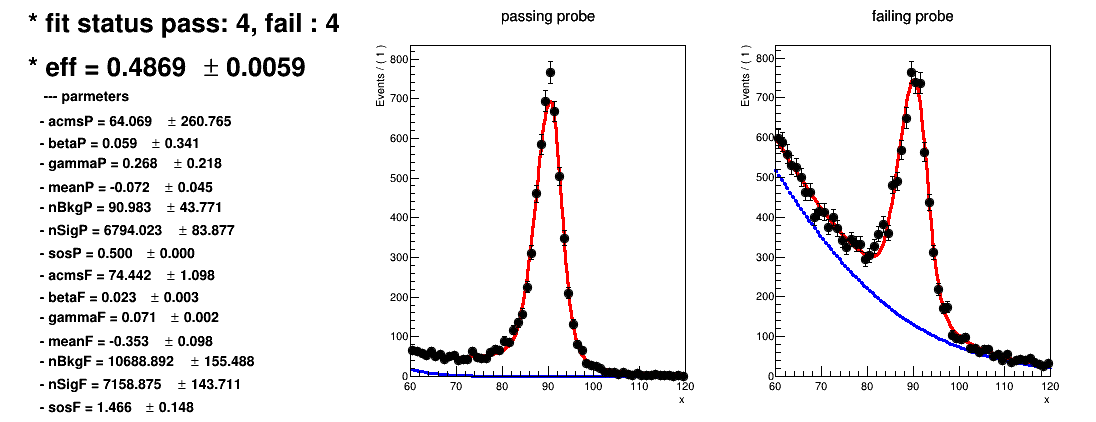 * fit status pass: 4, fail : 4
* eff = 0.4869 ± 0.0059
--- parmeters
- acmsP = 64.069 ± 260.765
- betaP = 0.059 ± 0.341
- gammaP = 0.268 ± 0.218
- meanP = -0.072 ± 0.045
- nBkgP = 90.983 ± 43.771
- nSigP = 6794.023 ± 83.877
- sosP = 0.500 ± 0.000
- acmsF = 74.442 ± 1.098
- betaF = 0.023 ± 0.003
- gammaF = 0.071 ± 0.002
- meanF = -0.353 ± 0.098
- nBkgF = 10688.892 ± 155.488
- nSigF = 7158.875 ± 143.711
- sosF = 1.466 ± 0.148
passing probe
Events / ( 1 )
800
700
600
500
400
300
200
100
0
60 70 80 90 100 110 120
x
failing probe
Events / ( 1 )
800
700
600
500
400
300
200
100
0
60 70 80 90 100 110 120
x